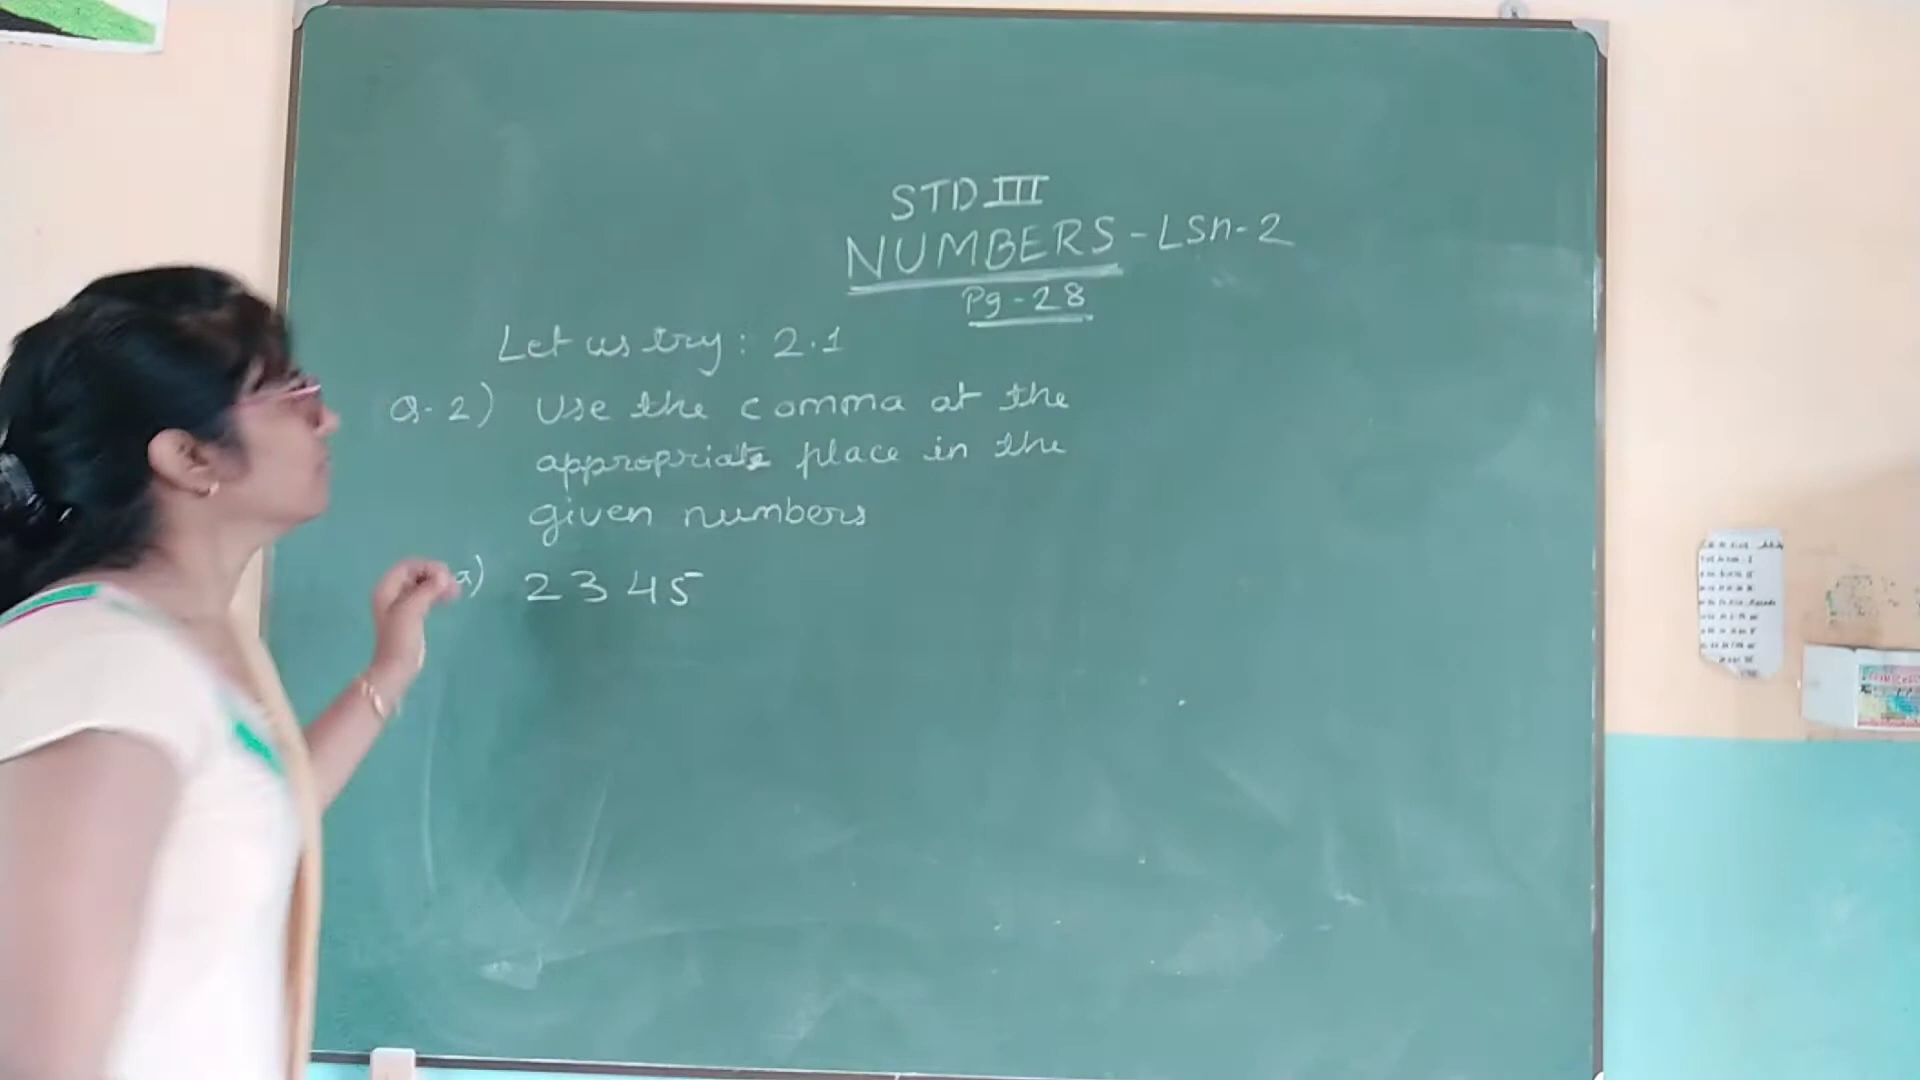 STD III
NUMBERS - LSn-2
Pg - 28
Let us try : 2.1
Q-2) Use the comma at the
appropriate place in the
given numbers
a) 2345